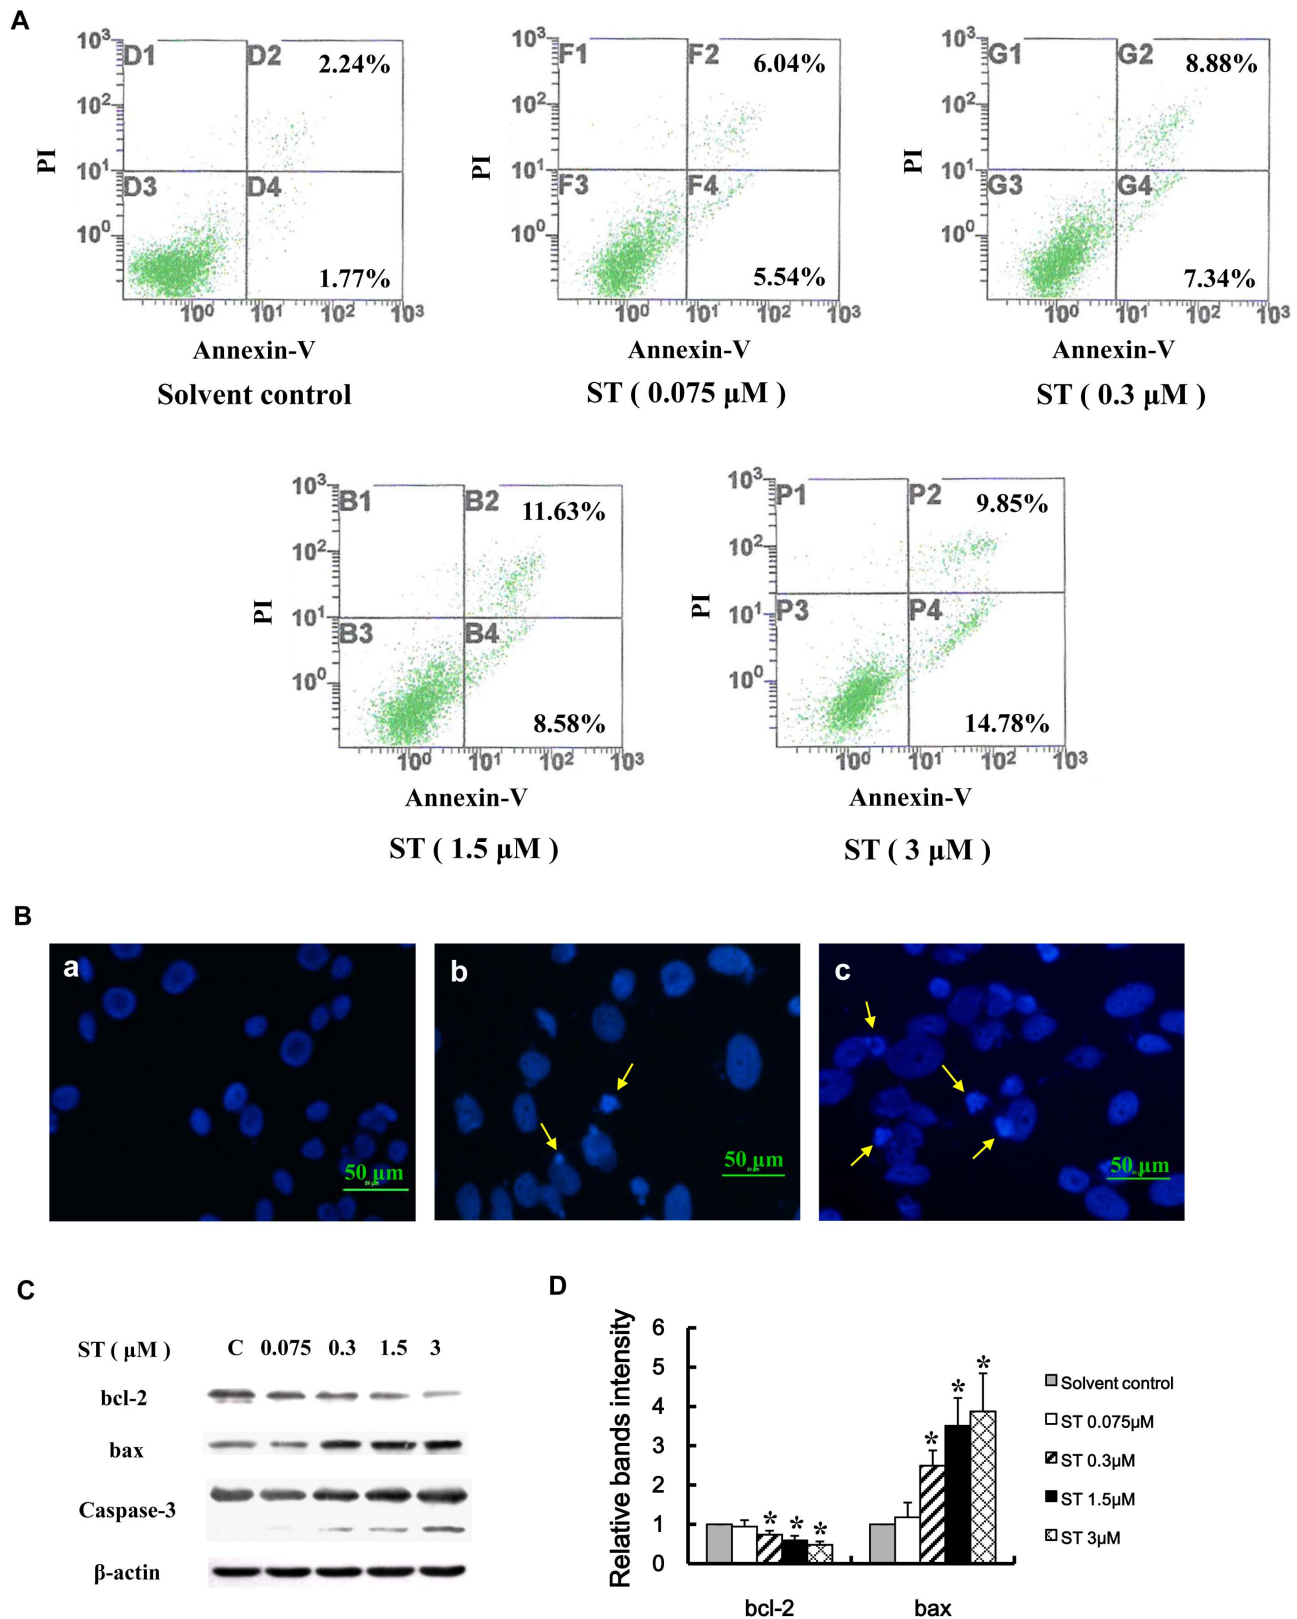 A
10³ D1 D2 2.24%
10²
PI
10¹
D3 D4
10⁰
1.77%
10⁰ 10¹ 10² 10³
Annexin-V
Solvent control
10³ F1 F2 6.04%
10²
PI
10¹
F3 F4
10⁰
5.54%
10⁰ 10¹ 10² 10³
Annexin-V
ST ( 0.075 µM )
10³ G1 G2 8.88%
10²
PI
10¹
G3 G4
10⁰
7.34%
10⁰ 10¹ 10² 10³
Annexin-V
ST ( 0.3 µM )
10³ B1 B2 11.63%
10²
PI
10¹
B3 B4
10⁰
8.58%
10⁰ 10¹ 10² 10³
Annexin-V
ST ( 1.5 µM )
10³ P1 P2 9.85%
10²
PI
10¹
P3 P4
10⁰
14.78%
10⁰ 10¹ 10² 10³
Annexin-V
ST ( 3 µM )
B
a
50 µm
b
50 µm
c
50 µm
C
ST ( µM ) C 0.075 0.3 1.5 3
bcl-2
bax
Caspase-3
β-actin
D
Relative bands intensity
6
5
4
3
2
1
0
* * *
* * *
bcl-2 bax
Solvent control
ST 0.075µM
ST 0.3µM
ST 1.5µM
ST 3µM